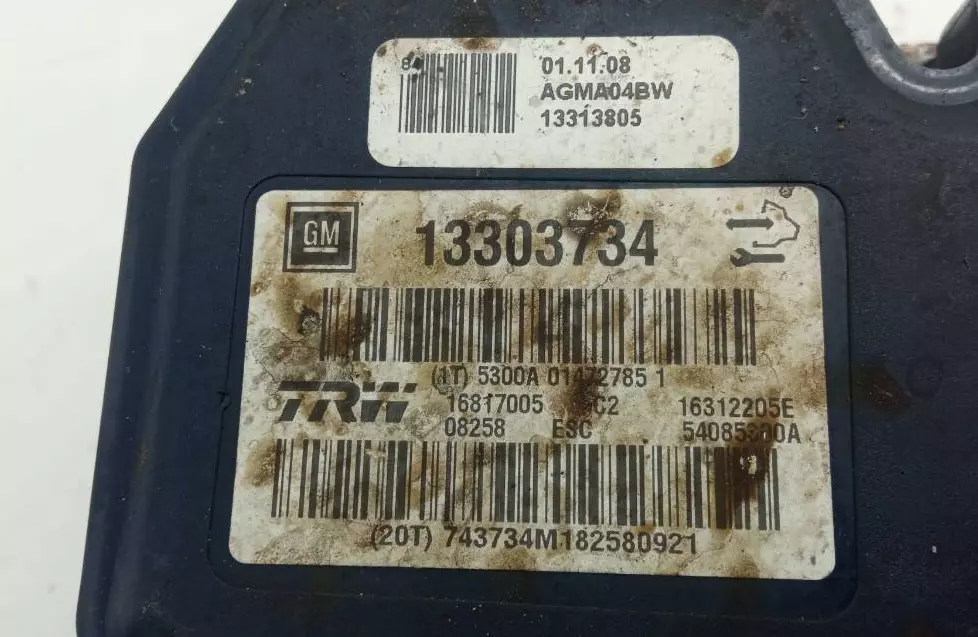 01.11.08
AGMA04BW
13313805
GM
13303734
(1T) 5300A 01472785 1
TRW
16817005 16312205E
08258 ESC
(20T) 743734M182580921